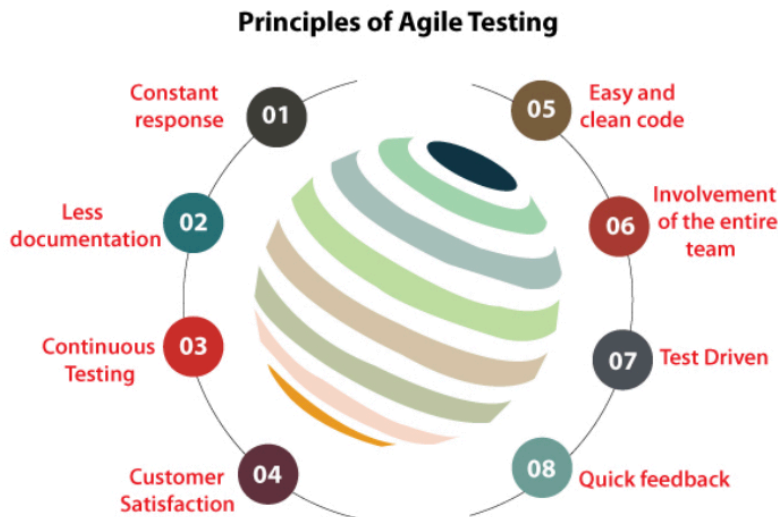 Principles of Agile Testing
01
Constant
response
02
Less
documentation
03
Continuous
Testing
04
Customer
Satisfaction
05
Easy and
clean code
06
Involvement
of the entire
team
07
Test Driven
08
Quick feedback